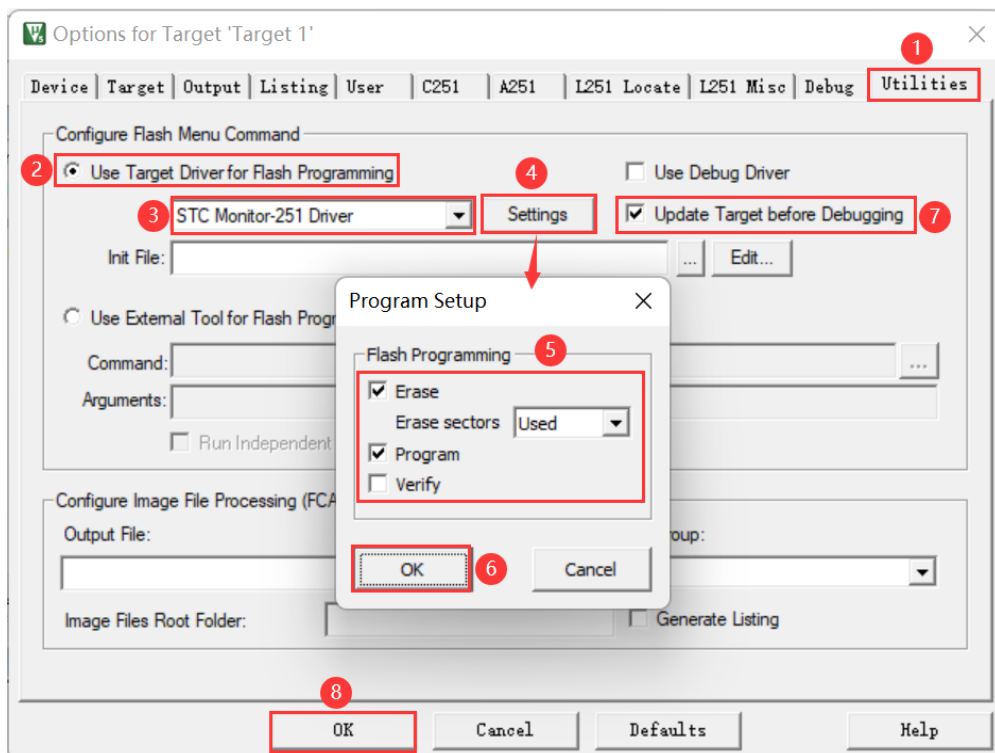 Options for Target 'Target 1'
1
Device Target Output Listing User C251 A251 L251 Locate L251 Misc Debug Utilities
Configure Flash Menu Command
2 Use Target Driver for Flash Programming 4 Use Debug Driver
3 STC Monitor-251 Driver Settings Update Target before Debugging 7
Init File: ... Edit...
Program Setup
Use External Tool for Flash Progr
Flash Programming 5
Command: ...
Erase
Arguments:
Erase sectors Used
Run Independent
Program
Verify
Configure Image File Processing (FCA
Output File: roup:
OK 6 Cancel
Image Files Root Folder: Generate Listing
8
OK Cancel Defaults Help